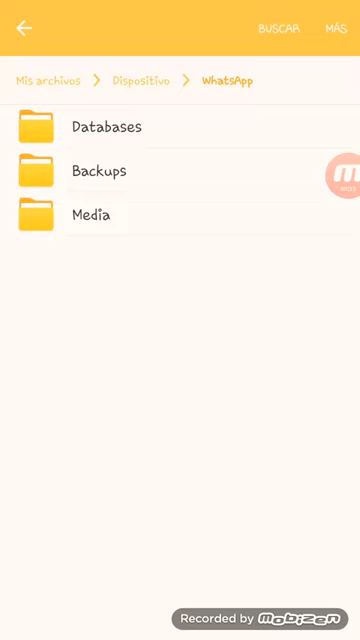 BUSCAR MÁS
Mis archivos > Dispositivo > WhatsApp
Databases
Backups
Media
Recorded by mobizen